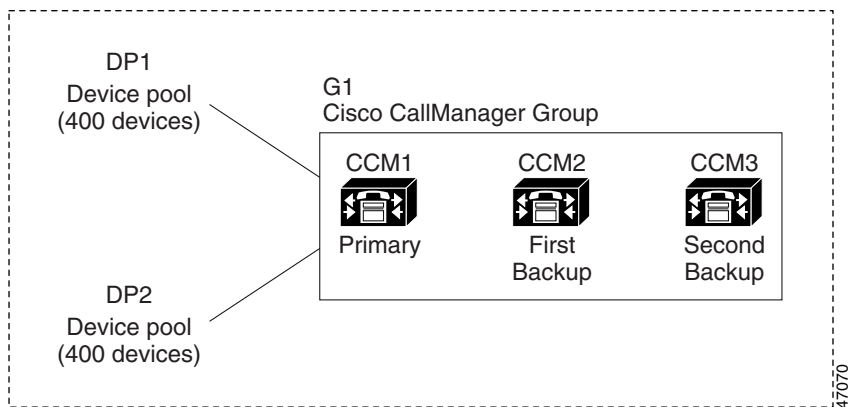 DP1
Device pool
(400 devices)
G1
Cisco CallManager Group
CCM1
Primary
CCM2
First
Backup
CCM3
Second
Backup
DP2
Device pool
(400 devices)
47070